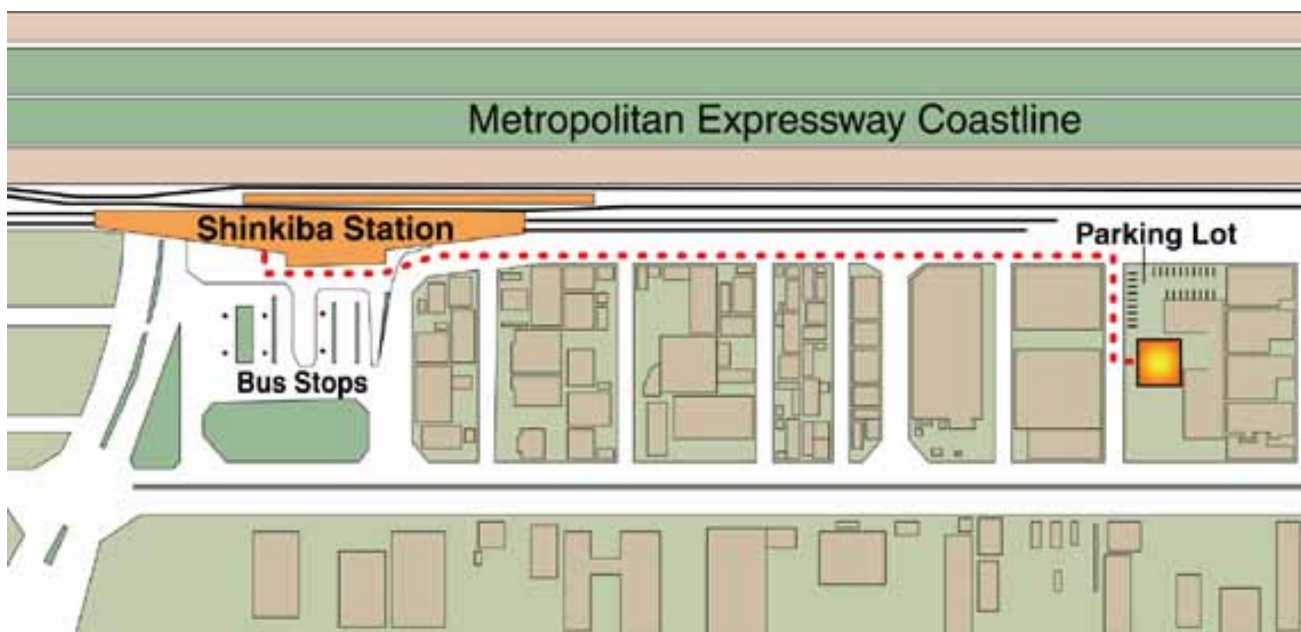 Metropolitan Expressway Coastline
Shinkiba Station
Parking Lot
Bus Stops